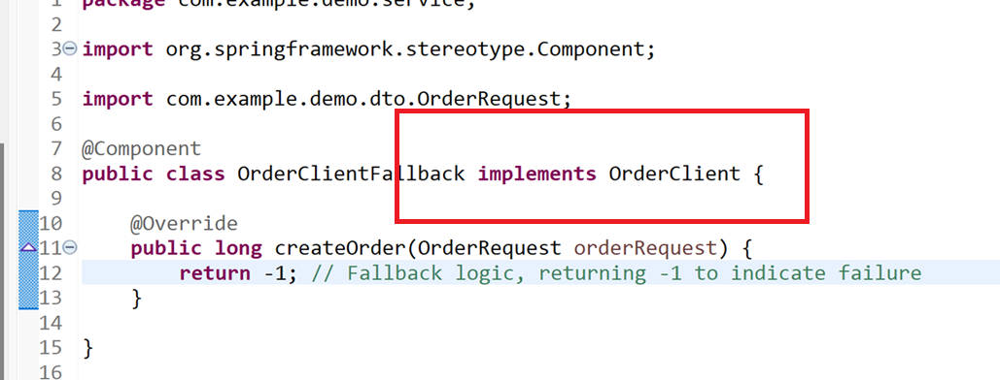 1 package com.example.demo.service;
2
3 import org.springframework.stereotype.Component;
4
5 import com.example.demo.dto.OrderRequest;
6
7 @Component
8 public class OrderClientFallback implements OrderClient {
9
10 @Override
11 public long createOrder(OrderRequest orderRequest) {
12 return -1; // Fallback logic, returning -1 to indicate failure
13 }
14
15 }
16